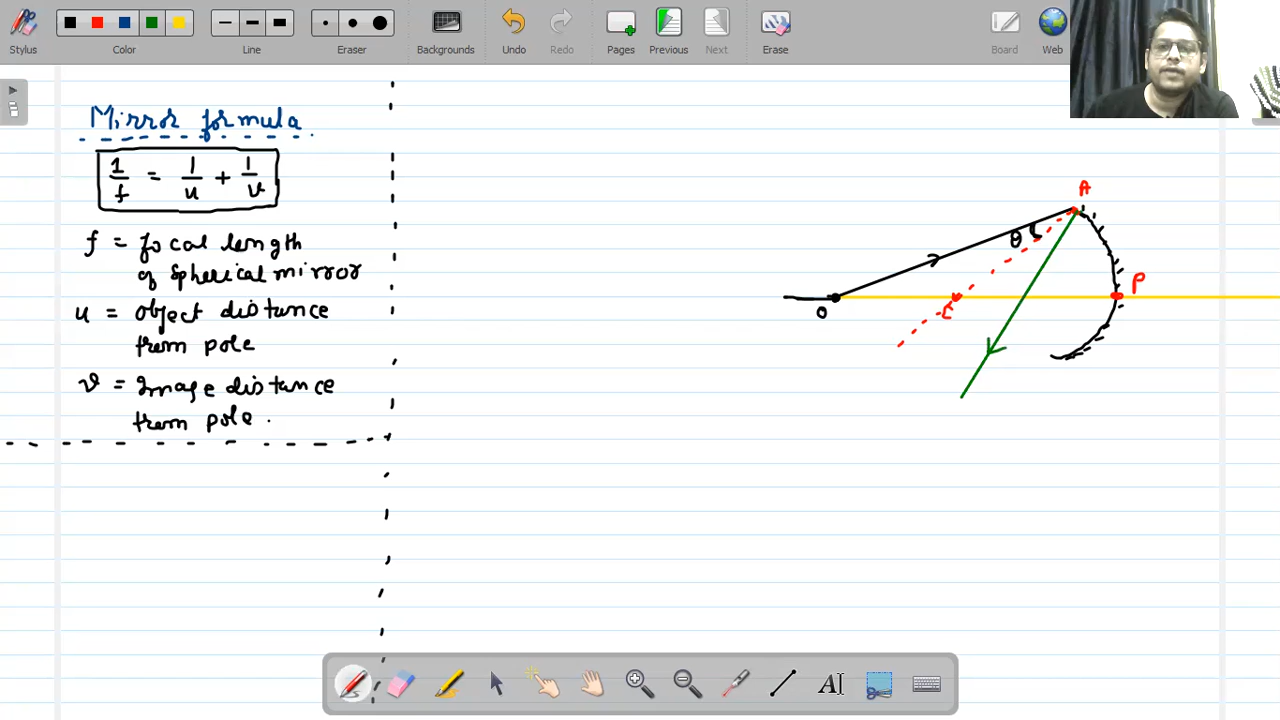 Stylus
Color
Line
Eraser
Backgrounds
Undo
Redo
Pages
Previous
Next
Erase
Board
Web
Mirror formula.
1/f = 1/u + 1/v
f = focal length
of spherical mirror
u = object distance
from pole
v = Image distance
from pole.
A
θ
P
O
C
AI